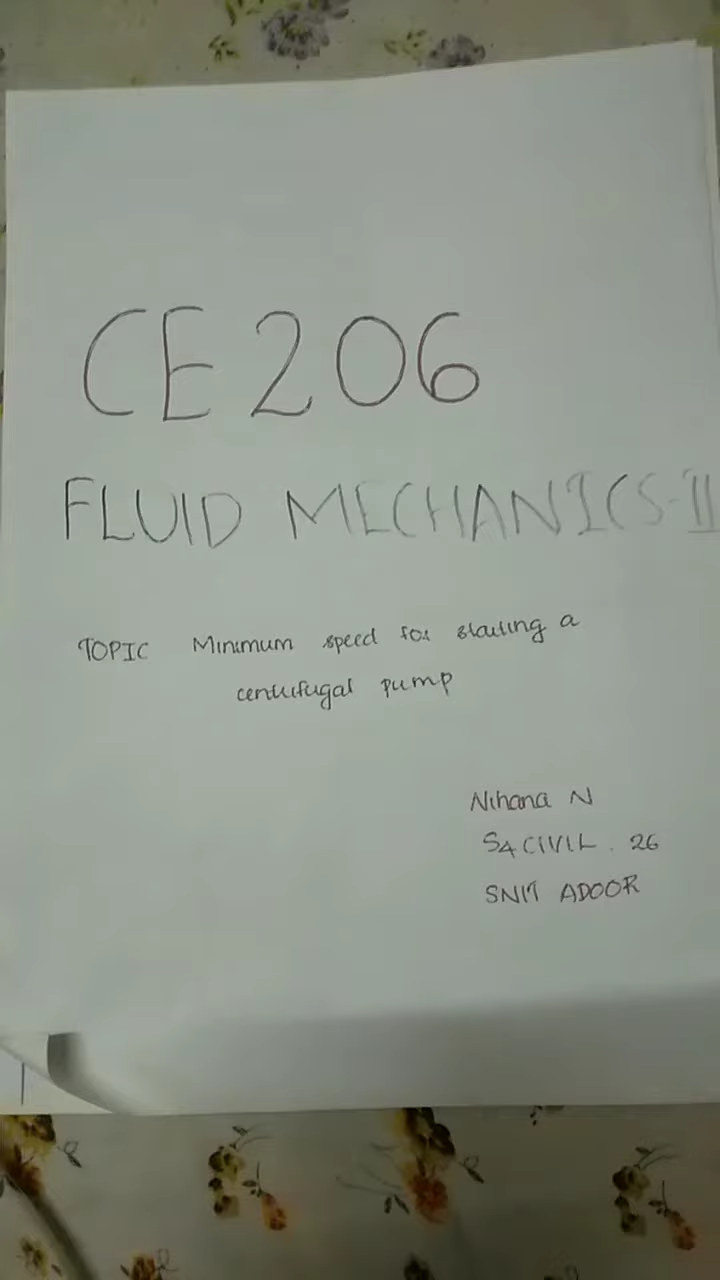 CE 206
FLUID MECHANICS-II
TOPIC Minimum speed for starting a
centrifugal pump
Nihana N
S4 CIVIL . 26
SNIT ADOOR